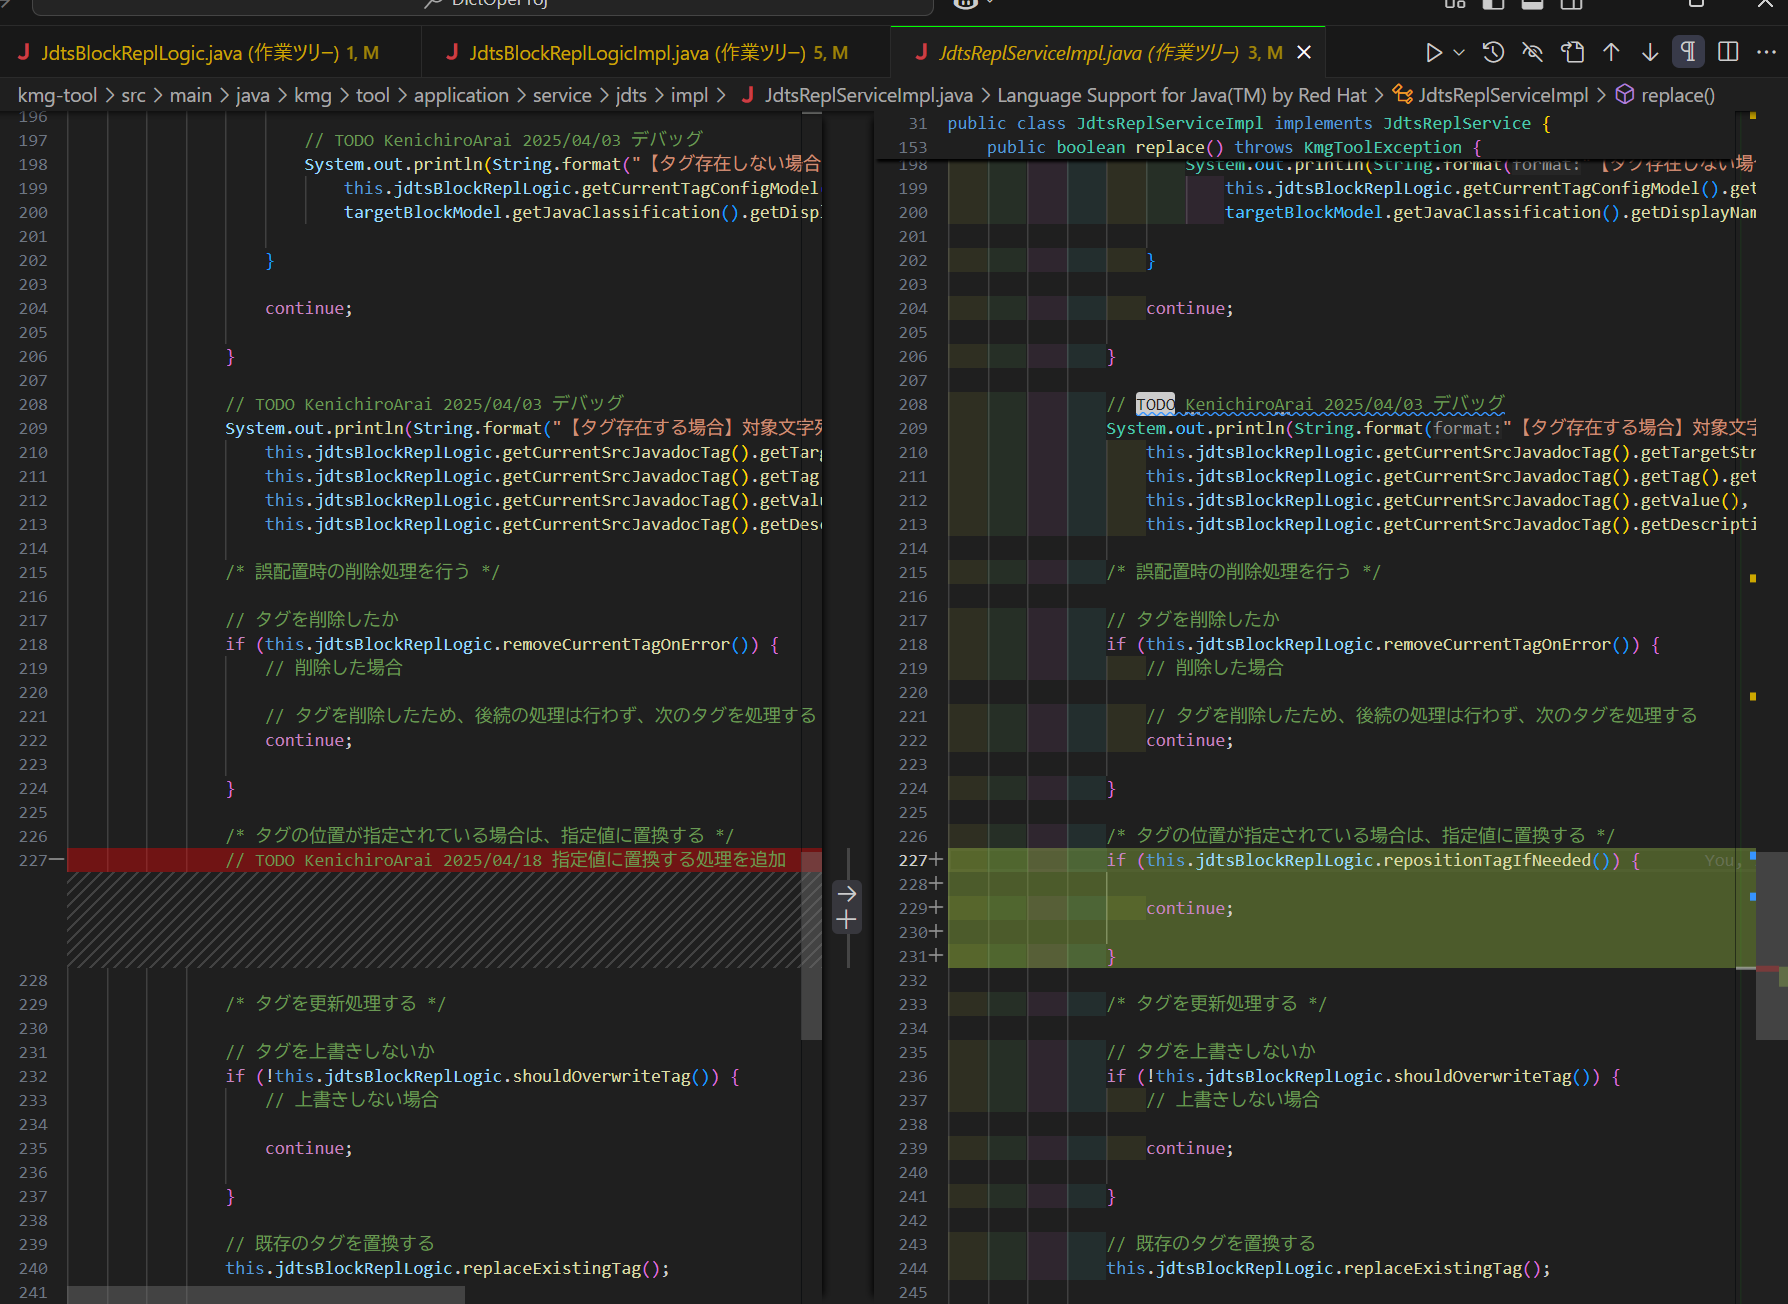 DictOpeProj
JdtsBlockReplLogic.java (作業ツリー) 1, M
JdtsBlockReplLogicImpl.java (作業ツリー) 5, M
JdtsReplServiceImpl.java (作業ツリー) 3, M
kmg-tool > src > main > java > kmg > tool > application > service > jdts > impl > JdtsReplServiceImpl.java > Language Support for Java(TM) by Red Hat > JdtsReplServiceImpl > replace()
196
197 // TODO KenichiroArai 2025/04/03 デバッグ
198 System.out.println(String.format("【タグ存在しない場合
199 this.jdtsBlockReplLogic.getCurrentTagConfigModel
200 targetBlockModel.getJavaClassification().getDispl
201
202 }
203
204 continue;
205
206 }
207
208 // TODO KenichiroArai 2025/04/03 デバッグ
209 System.out.println(String.format("【タグ存在する場合】対象文字列
210 this.jdtsBlockReplLogic.getCurrentSrcJavadocTag().getTarg
211 this.jdtsBlockReplLogic.getCurrentSrcJavadocTag().getTag
212 this.jdtsBlockReplLogic.getCurrentSrcJavadocTag().getValu
213 this.jdtsBlockReplLogic.getCurrentSrcJavadocTag().getDesc
214
215 /* 誤配置時の削除処理を行う */
216
217 // タグを削除したか
218 if (this.jdtsBlockReplLogic.removeCurrentTagOnError()) {
219 // 削除した場合
220
221 // タグを削除したため、後続の処理は行わず、次のタグを処理する
222 continue;
223
224 }
225
226 /* タグの位置が指定されている場合は、指定値に置換する */
227− // TODO KenichiroArai 2025/04/18 指定値に置換する処理を追加
228
229 /* タグを更新処理する */
230
231 // タグを上書きしないか
232 if (!this.jdtsBlockReplLogic.shouldOverwriteTag()) {
233 // 上書きしない場合
234
235 continue;
236
237 }
238
239 // 既存のタグを置換する
240 this.jdtsBlockReplLogic.replaceExistingTag();
241
31 public class JdtsReplServiceImpl implements JdtsReplService {
153 public boolean replace() throws KmgToolException {
198 System.out.println(String.format(format: "【タグ存在しない場
199 this.jdtsBlockReplLogic.getCurrentTagConfigModel().get
200 targetBlockModel.getJavaClassification().getDisplayNam
201
202 }
203
204 continue;
205
206 }
207
208 // TODO KenichiroArai 2025/04/03 デバッグ
209 System.out.println(String.format(format:"【タグ存在する場合】対象文字
210 this.jdtsBlockReplLogic.getCurrentSrcJavadocTag().getTargetStr
211 this.jdtsBlockReplLogic.getCurrentSrcJavadocTag().getTag().get
212 this.jdtsBlockReplLogic.getCurrentSrcJavadocTag().getValue(),
213 this.jdtsBlockReplLogic.getCurrentSrcJavadocTag().getDescripti
214
215 /* 誤配置時の削除処理を行う */
216
217 // タグを削除したか
218 if (this.jdtsBlockReplLogic.removeCurrentTagOnError()) {
219 // 削除した場合
220
221 // タグを削除したため、後続の処理は行わず、次のタグを処理する
222 continue;
223
224 }
225
226 /* タグの位置が指定されている場合は、指定値に置換する */
227+ if (this.jdtsBlockReplLogic.repositionTagIfNeeded()) { You,
228+
229+ continue;
230+
231+ }
232
233 /* タグを更新処理する */
234
235 // タグを上書きしないか
236 if (!this.jdtsBlockReplLogic.shouldOverwriteTag()) {
237 // 上書きしない場合
238
239 continue;
240
241 }
242
243 // 既存のタグを置換する
244 this.jdtsBlockReplLogic.replaceExistingTag();
245